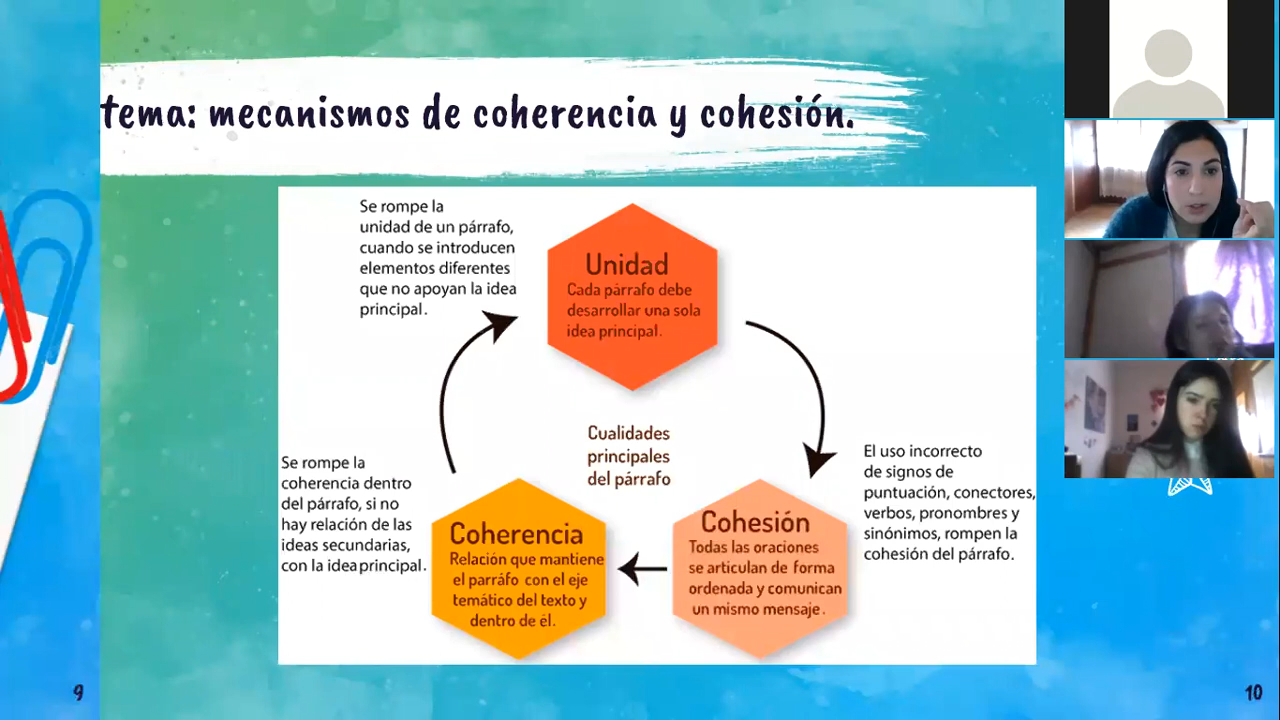 tema: mecanismos de coherencia y cohesión.
Se rompe la
unidad de un párrafo,
cuando se introducen
elementos diferentes
que no apoyan la idea
principal.
Unidad
Cada párrafo debe
desarrollar una sola
idea principal.
Cualidades
principales
del párrafo
Se rompe la
coherencia dentro
del párrafo, si no
hay relación de las
ideas secundarias,
con la idea principal.
Coherencia
Relación que mantiene
el parráfo con el eje
temático del texto y
dentro de él.
Cohesión
Todas las oraciones
se articulan de forma
ordenada y comunican
un mismo mensaje.
El uso incorrecto
de signos de
puntuación, conectores,
verbos, pronombres y
sinónimos, rompen la
cohesión del párrafo.
9
10